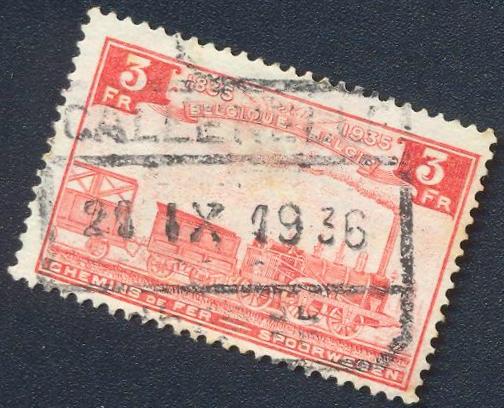 3 FR
1835 1935
BELGIQUE BELGIE
3 FR
21 IX 1936
CHEMINS DE FER — SPOORWEGEN